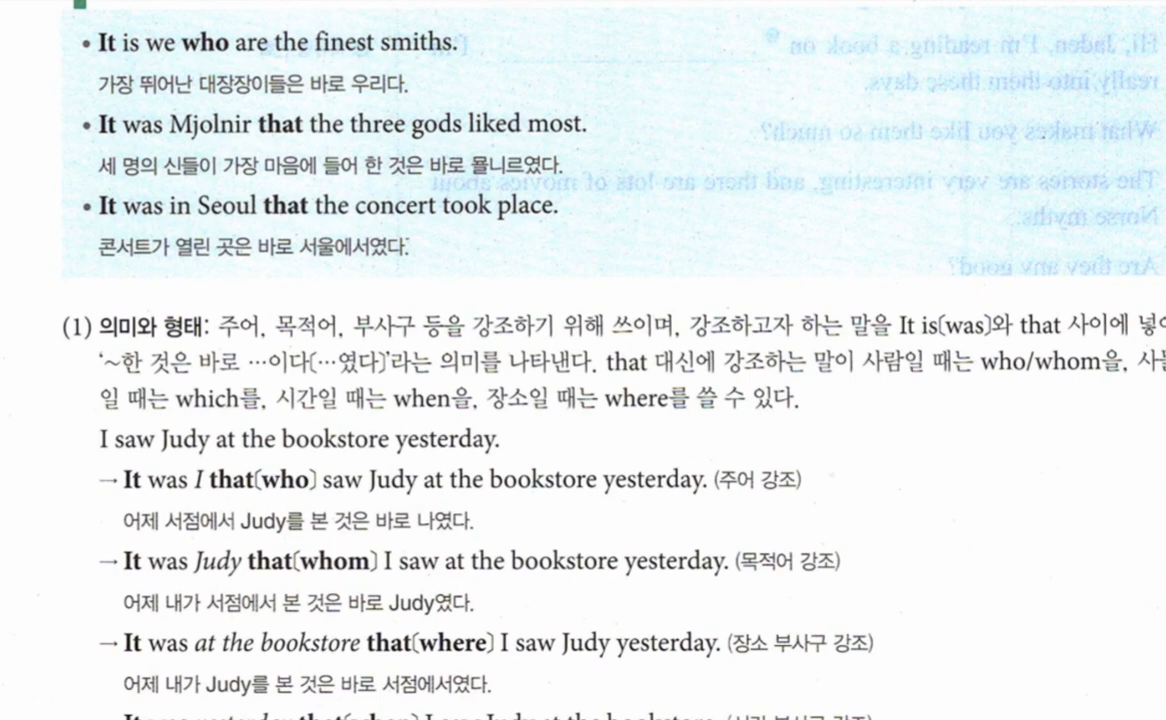 • It is we who are the finest smiths.
가장 뛰어난 대장장이들은 바로 우리다.
• It was Mjolnir that the three gods liked most.
세 명의 신들이 가장 마음에 들어 한 것은 바로 묠니르였다.
• It was in Seoul that the concert took place.
콘서트가 열린 곳은 바로 서울에서였다.
(1) 의미와 형태: 주어, 목적어, 부사구 등을 강조하기 위해 쓰이며, 강조하고자 하는 말을 It is(was)와 that 사이에
‘~한 것은 바로 …이다(…였다)’라는 의미를 나타낸다. that 대신에 강조하는 말이 사람일 때는 who/whom을,
일 때는 which를, 시간일 때는 when을, 장소일 때는 where를 쓸 수 있다.
I saw Judy at the bookstore yesterday.
→ It was I that(who) saw Judy at the bookstore yesterday. (주어 강조)
어제 서점에서 Judy를 본 것은 바로 나였다.
→ It was Judy that(whom) I saw at the bookstore yesterday. (목적어 강조)
어제 내가 서점에서 본 것은 바로 Judy였다.
→ It was at the bookstore that(where) I saw Judy yesterday. (장소 부사구 강조)
어제 내가 Judy를 본 것은 바로 서점에서였다.